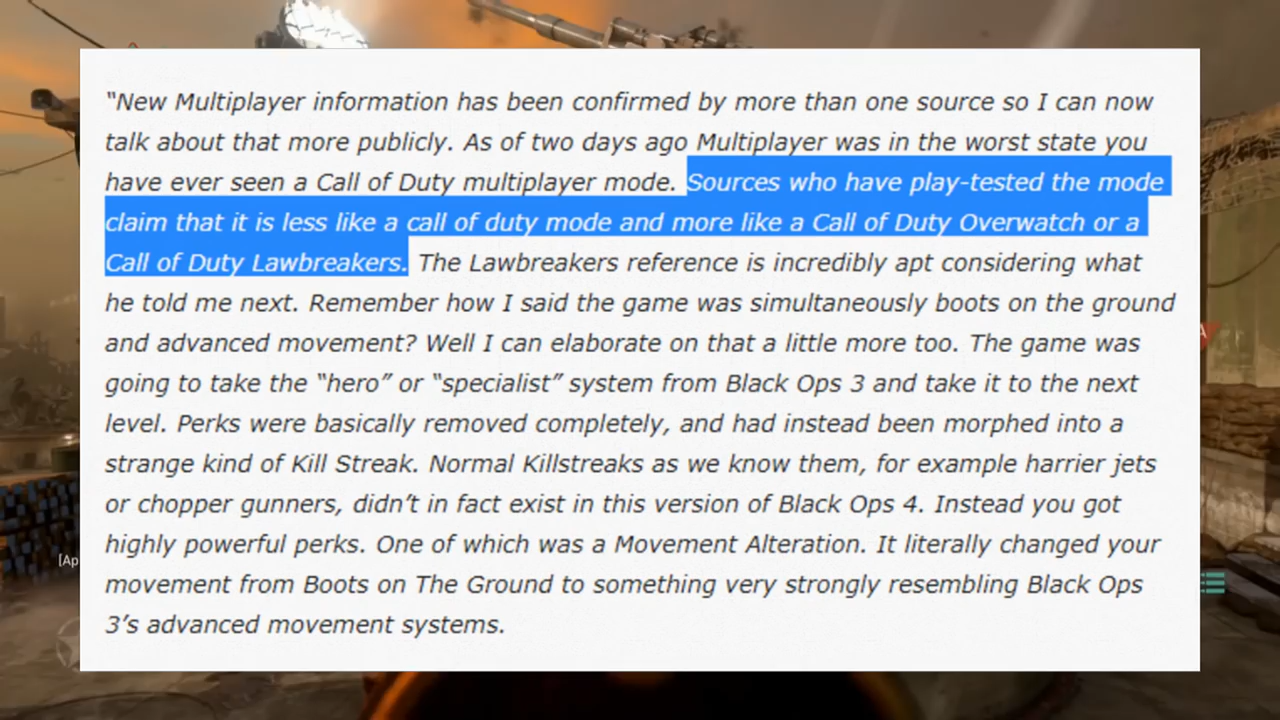 “New Multiplayer information has been confirmed by more than one source so I can now
talk about that more publicly. As of two days ago Multiplayer was in the worst state you
have ever seen a Call of Duty multiplayer mode. Sources who have play-tested the mode
claim that it is less like a call of duty mode and more like a Call of Duty Overwatch or a
Call of Duty Lawbreakers. The Lawbreakers reference is incredibly apt considering what
he told me next. Remember how I said the game was simultaneously boots on the ground
and advanced movement? Well I can elaborate on that a little more too. The game was
going to take the “hero” or “specialist” system from Black Ops 3 and take it to the next
level. Perks were basically removed completely, and had instead been morphed into a
strange kind of Kill Streak. Normal Killstreaks as we know them, for example harrier jets
or chopper gunners, didn’t in fact exist in this version of Black Ops 4. Instead you got
highly powerful perks. One of which was a Movement Alteration. It literally changed your
[Ap
movement from Boots on The Ground to something very strongly resembling Black Ops
3’s advanced movement systems.